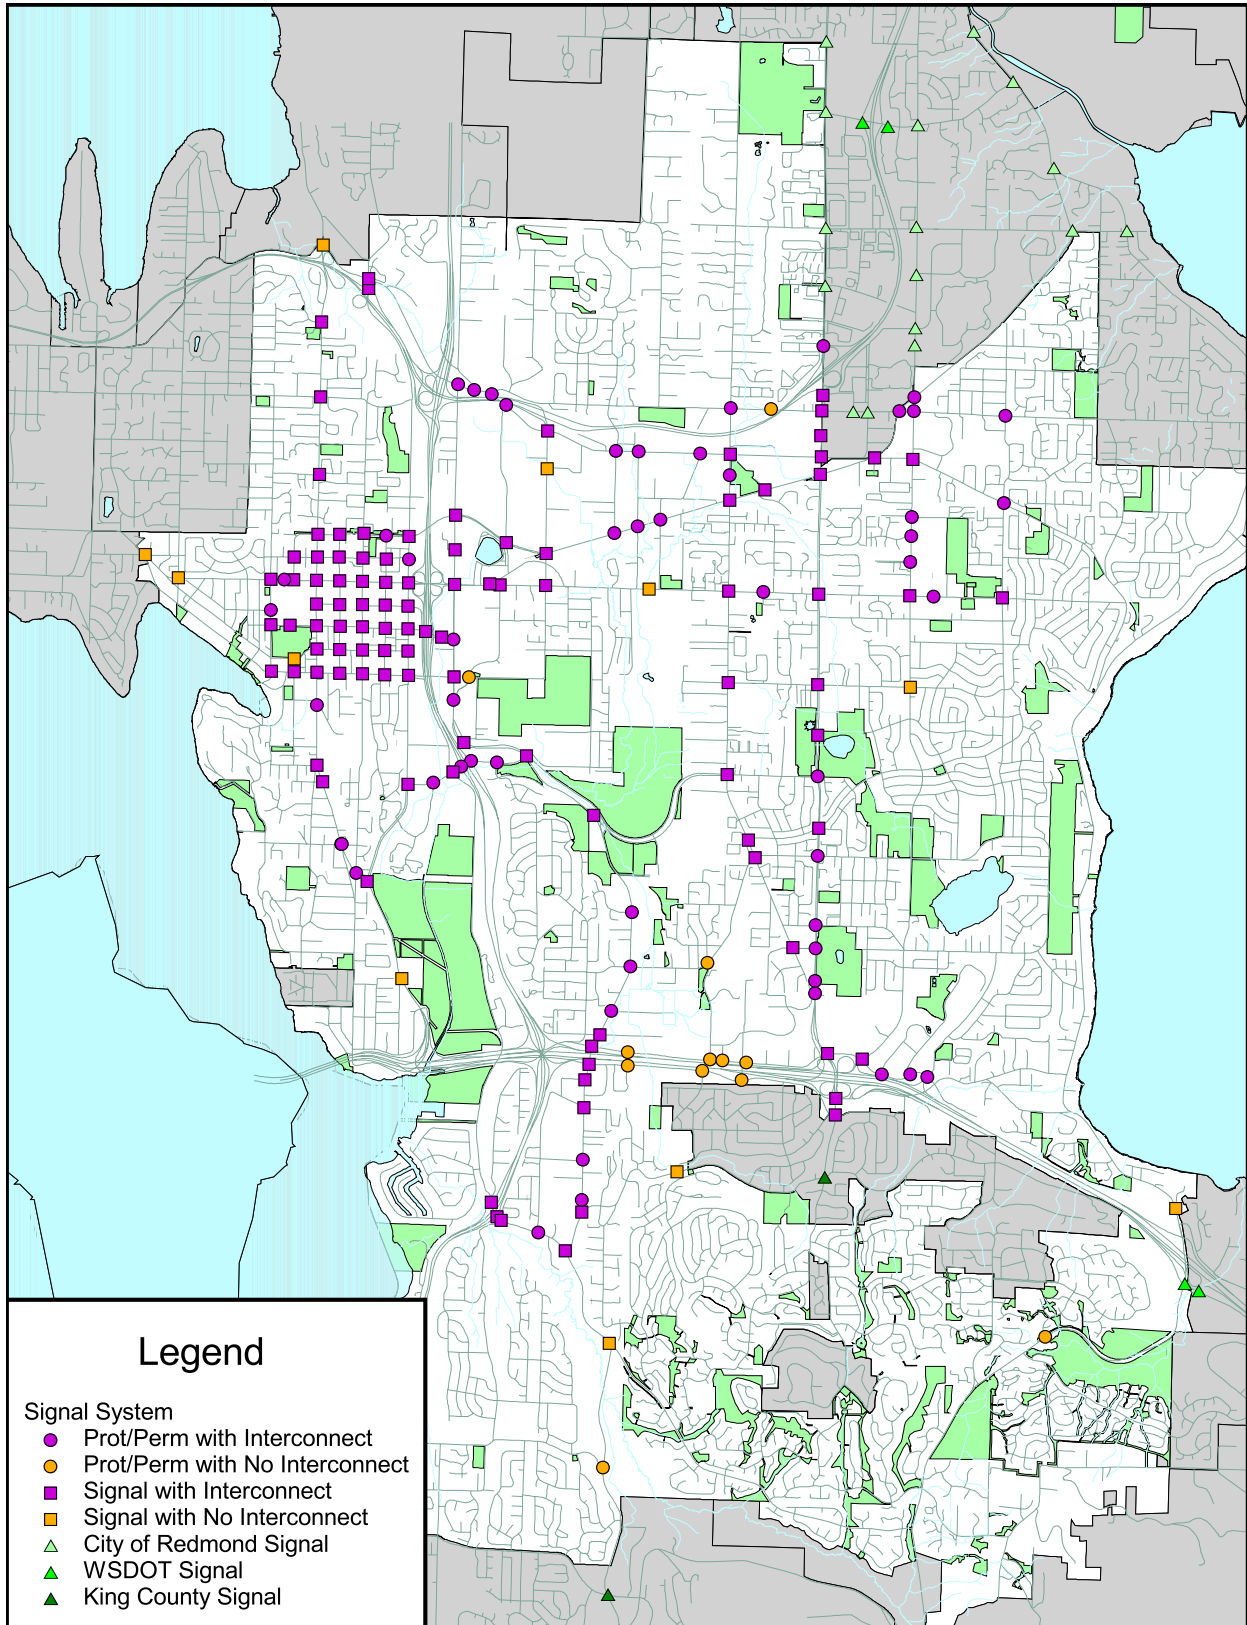 Legend
Signal System
Prot/Perm with Interconnect
Prot/Perm with No Interconnect
Signal with Interconnect
Signal with No Interconnect
City of Redmond Signal
WSDOT Signal
King County Signal